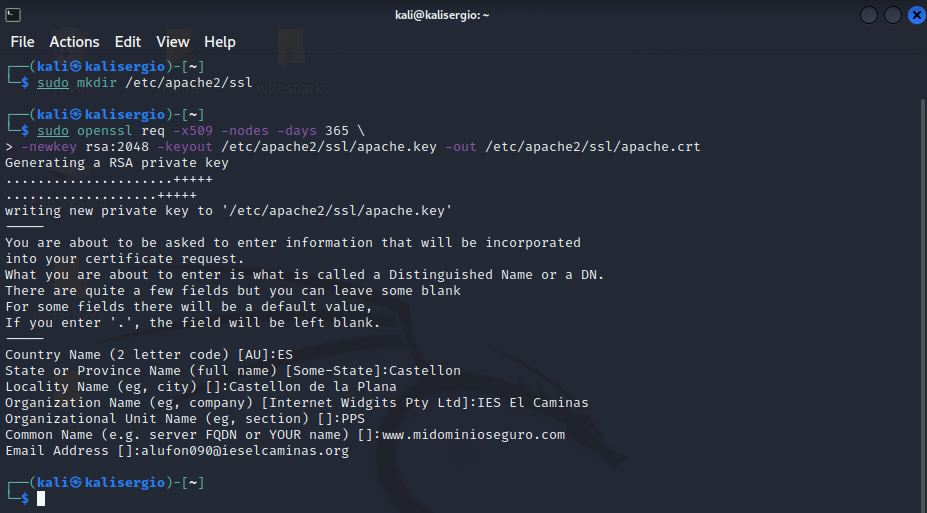 kali@kalisergio: ~
File Actions Edit View Help
┌──(kali㉿kalisergio)-[~]
└─$ sudo mkdir /etc/apache2/ssl
wiresharks
┌──(kali㉿kalisergio)-[~]
└─$ sudo openssl req -x509 -nodes -days 365 \
> -newkey rsa:2048 -keyout /etc/apache2/ssl/apache.key -out /etc/apache2/ssl/apache.crt
Generating a RSA private key
.....................+++++
...................+++++
writing new private key to '/etc/apache2/ssl/apache.key'
-----
You are about to be asked to enter information that will be incorporated
into your certificate request.
What you are about to enter is what is called a Distinguished Name or a DN.
There are quite a few fields but you can leave some blank
For some fields there will be a default value,
If you enter '.', the field will be left blank.
-----
Country Name (2 letter code) [AU]:ES
State or Province Name (full name) [Some-State]:Castellon
Locality Name (eg, city) []:Castellon de la Plana
Organization Name (eg, company) [Internet Widgits Pty Ltd]:IES El Caminas
Organizational Unit Name (eg, section) []:PPS
Common Name (e.g. server FQDN or YOUR name) []:www.midominioseguro.com
Email Address []:alufon090@ieselcaminas.org
┌──(kali㉿kalisergio)-[~]
└─$